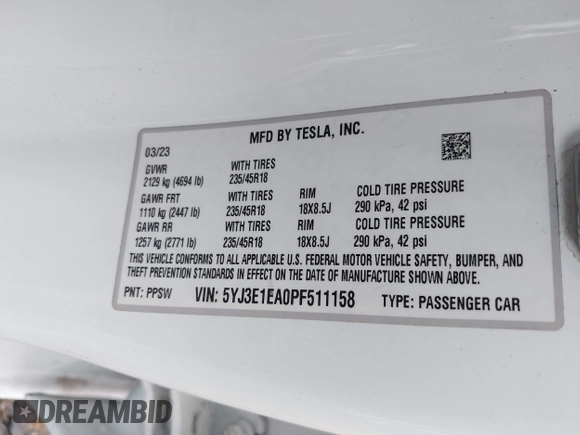 MFD BY TESLA, INC.
03/23
GVWR WITH TIRES
2129 kg (4694 lb) 235/45R18
GAWR FRT WITH TIRES RIM COLD TIRE PRESSURE
1110 kg (2447 lb) 235/45R18 18X8.5J 290 kPa, 42 psi
GAWR RR WITH TIRES RIM COLD TIRE PRESSURE
1257 kg (2771 lb) 235/45R18 18X8.5J 290 kPa, 42 psi
THIS VEHICLE CONFORMS TO ALL APPLICABLE U.S. FEDERAL MOTOR VEHICLE SAFETY, BUMPER, AND
THEFT PREVENTION STANDARDS IN EFFECT ON THE DATE OF MANUFACTURE SHOWN ABOVE.
PNT: PPSW VIN: 5YJ3E1EA0PF511158 TYPE: PASSENGER CAR
DREAMBID